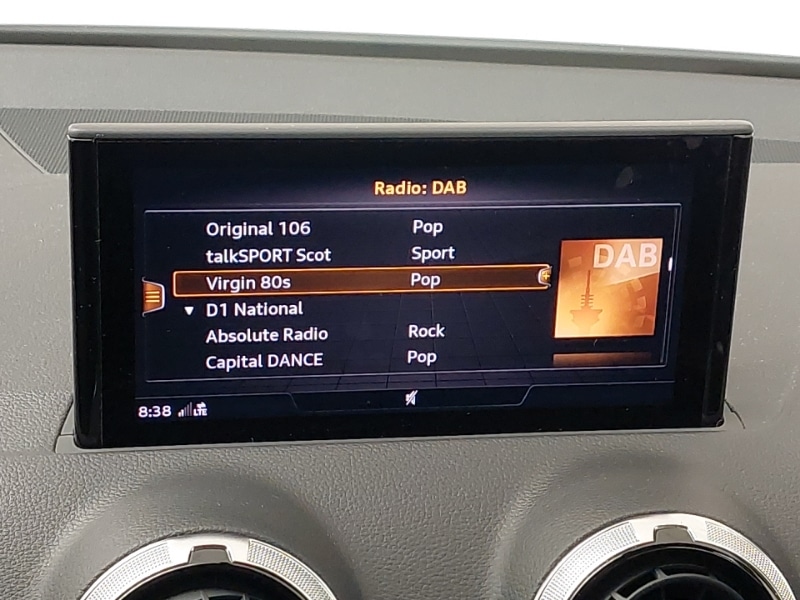 Radio: DAB
Original 106 Pop
talkSPORT Scot Sport
Virgin 80s Pop
DAB
▼ D1 National
Absolute Radio Rock
Capital DANCE Pop
8:38 LTE